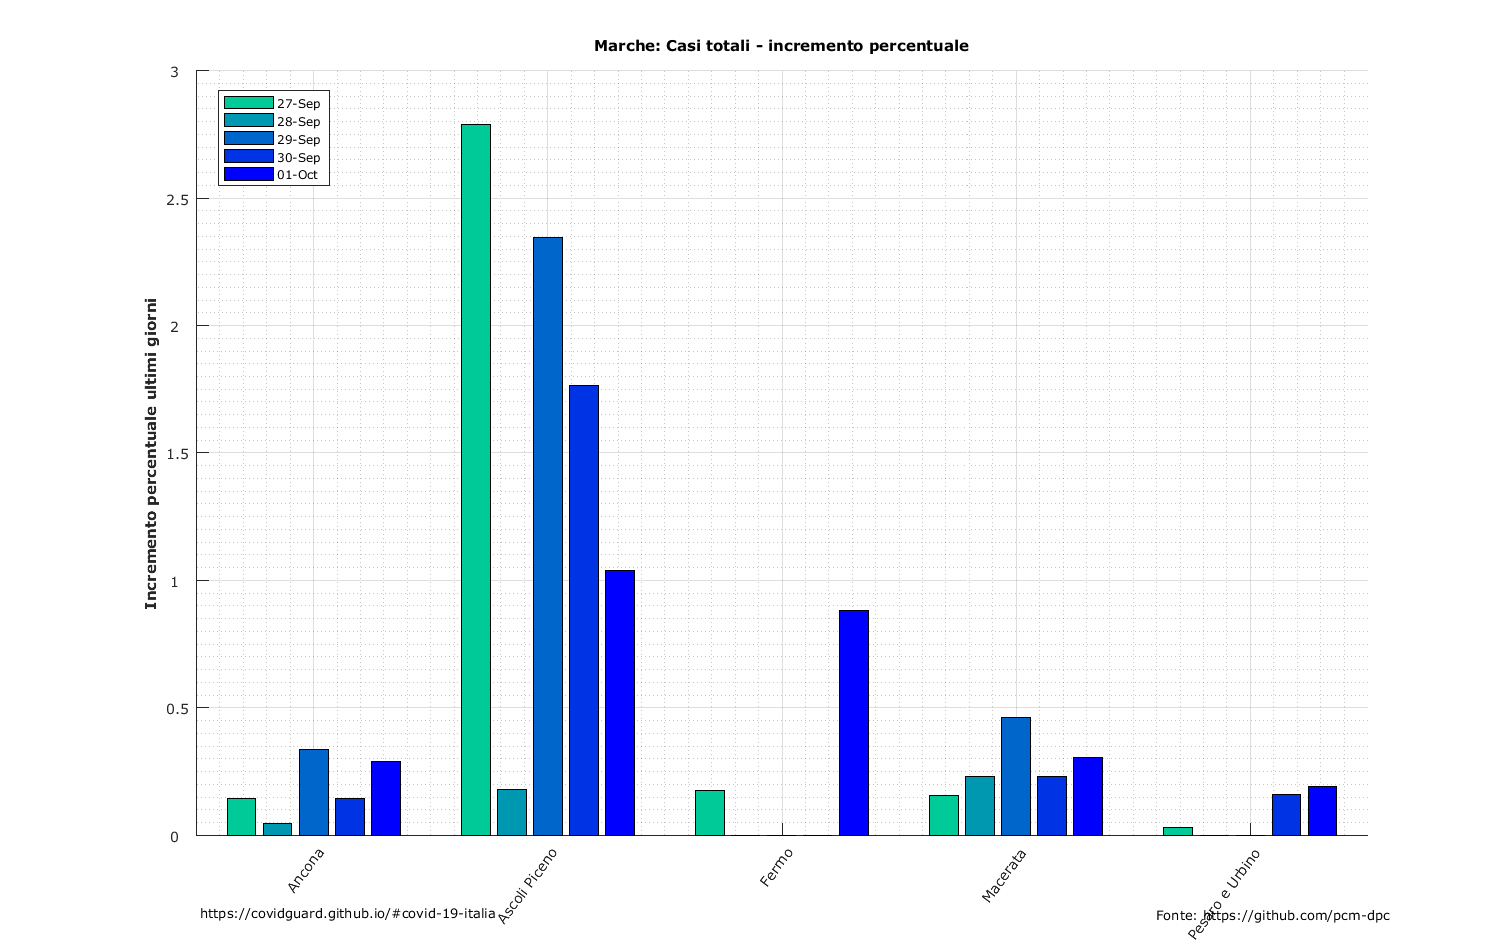 Marche: Casi totali - incremento percentuale
Incremento percentuale ultimi giorni
3
2.5
2
1.5
1
0.5
0
27-Sep
28-Sep
29-Sep
30-Sep
01-Oct
Ancona
Ascoli Piceno
Fermo
Macerata
Pesaro e Urbino
https://covidguard.github.io/#covid-19-italia
Fonte: https://github.com/pcm-dpc